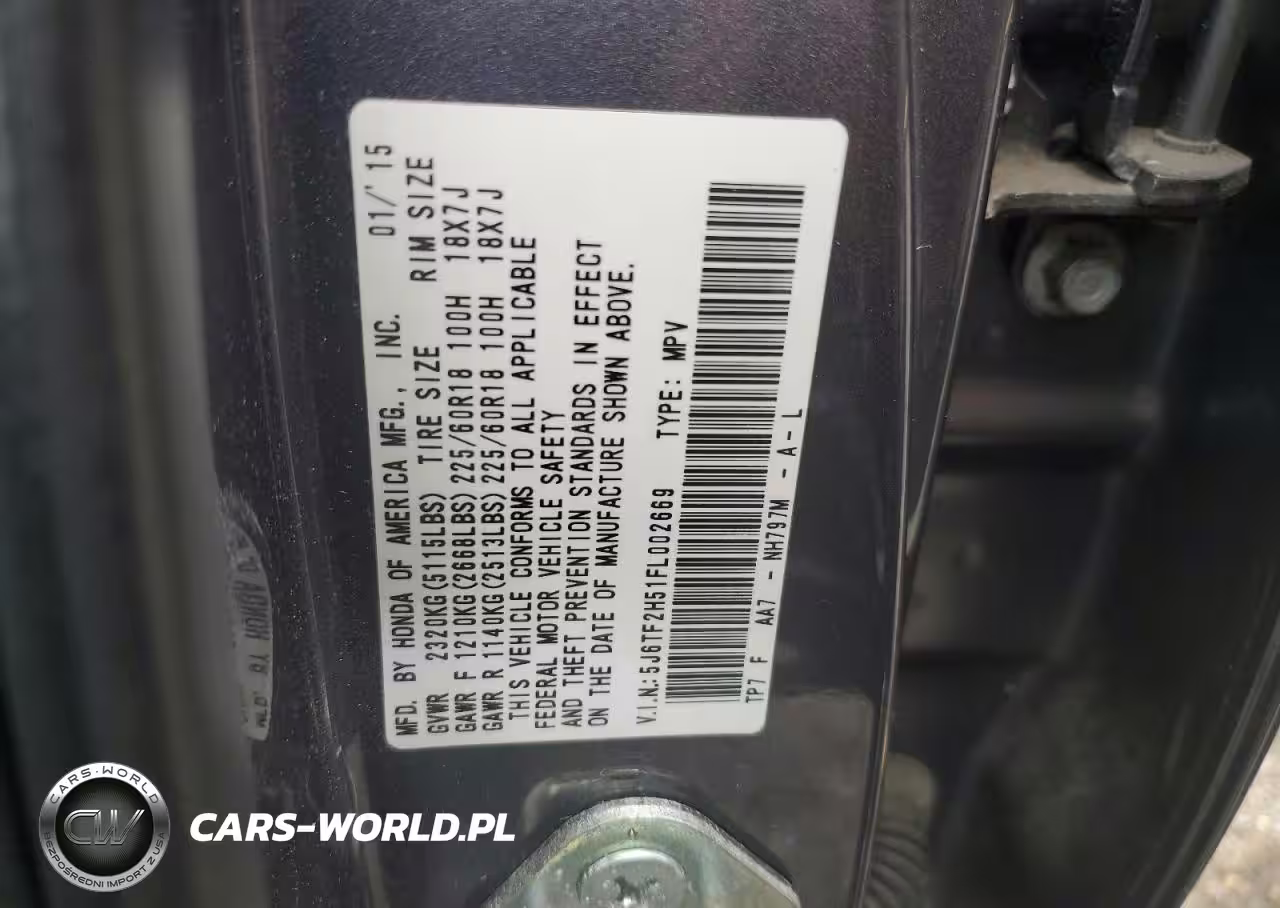 MFD. BY HONDA OF AMERICA MFG., INC. 01/'15
GVWR 2320KG(5115LBS) TIRE SIZE RIM SIZE
GAWR F 1210KG(2668LBS) 225/60R18 100H 18X7J
GAWR R 1140KG(2513LBS) 225/60R18 100H 18X7J
THIS VEHICLE CONFORMS TO ALL APPLICABLE
FEDERAL MOTOR VEHICLE SAFETY
AND THEFT PREVENTION STANDARDS IN EFFECT
ON THE DATE OF MANUFACTURE SHOWN ABOVE.
V.I.N.: 5J6TF2H51FL002669 TYPE: MPV
TP7 F AA7 - NH797M - A - L
CARS-WORLD
CW
BEZPOŚREDNI IMPORT Z USA
CARS-WORLD.PL